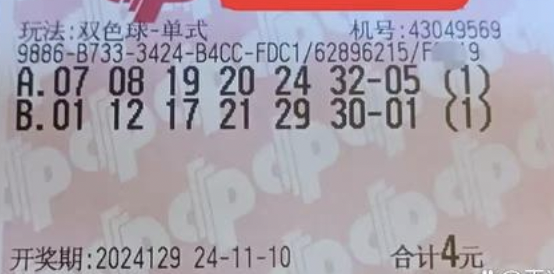 玩法:双色球-单式 机号:43049569
9886-B733-3424-B4CC-FDC1/62896215/F 9
A.07 08 19 20 24 32-05 (1)
B.01 12 17 21 29 30-01 (1)
开奖期:2024129 24-11-10 合计4元